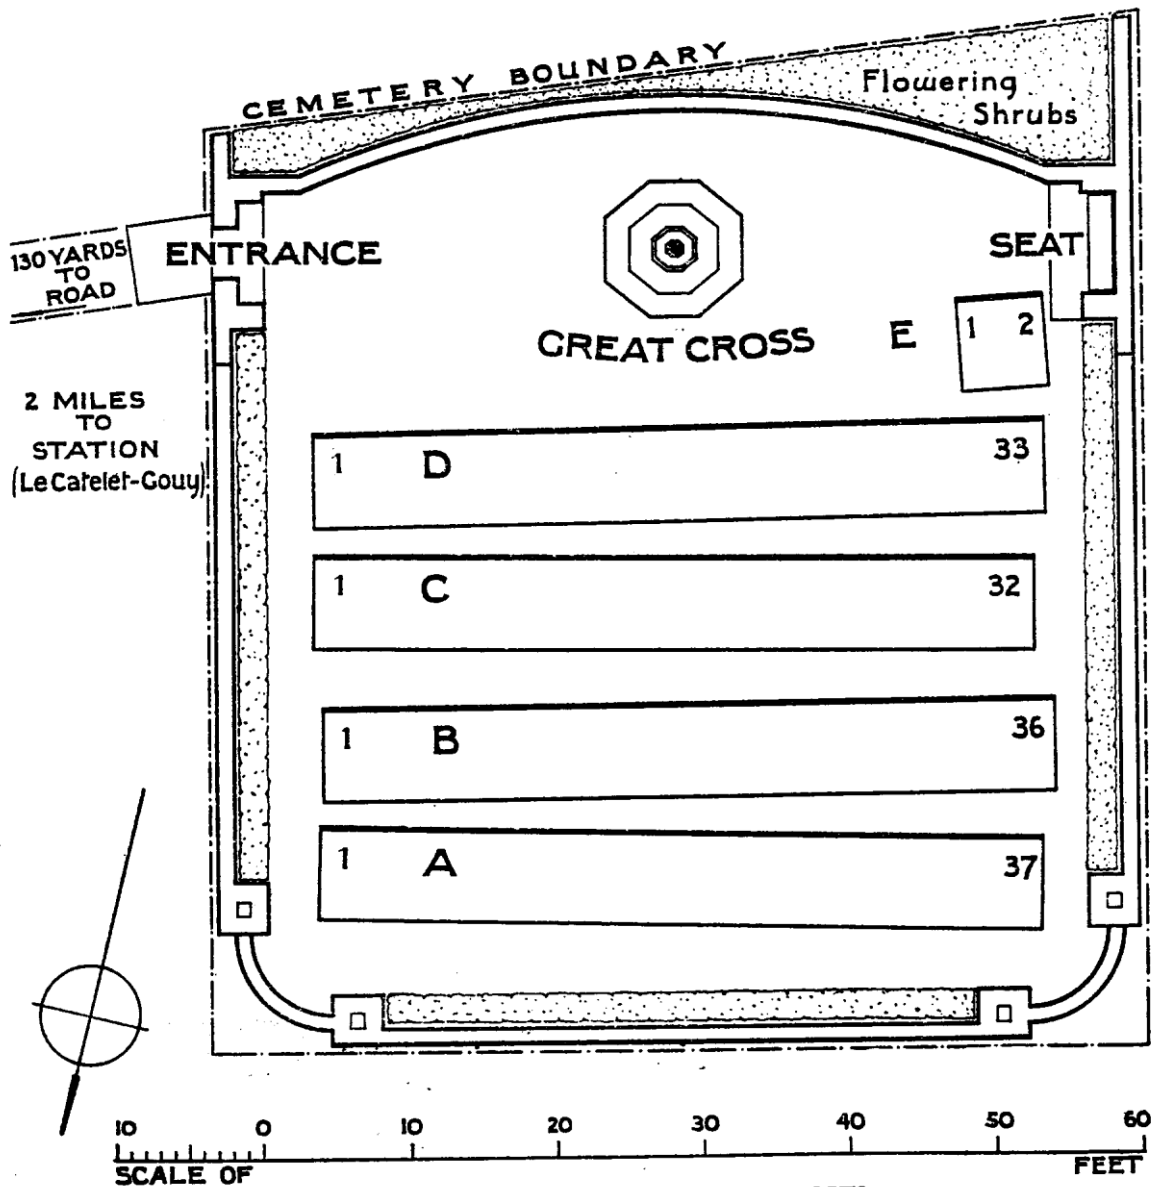 CEMETERY BOUNDARY
Flowering
Shrubs
130 YARDS
TO
ROAD
ENTRANCE
SEAT
GREAT CROSS
E
1 2
2 MILES
TO
STATION
(Le Catelet-Gouy)
1 D 33
1 C 32
1 B 36
1 A 37
10 0 10 20 30 40 50 60
SCALE OF FEET